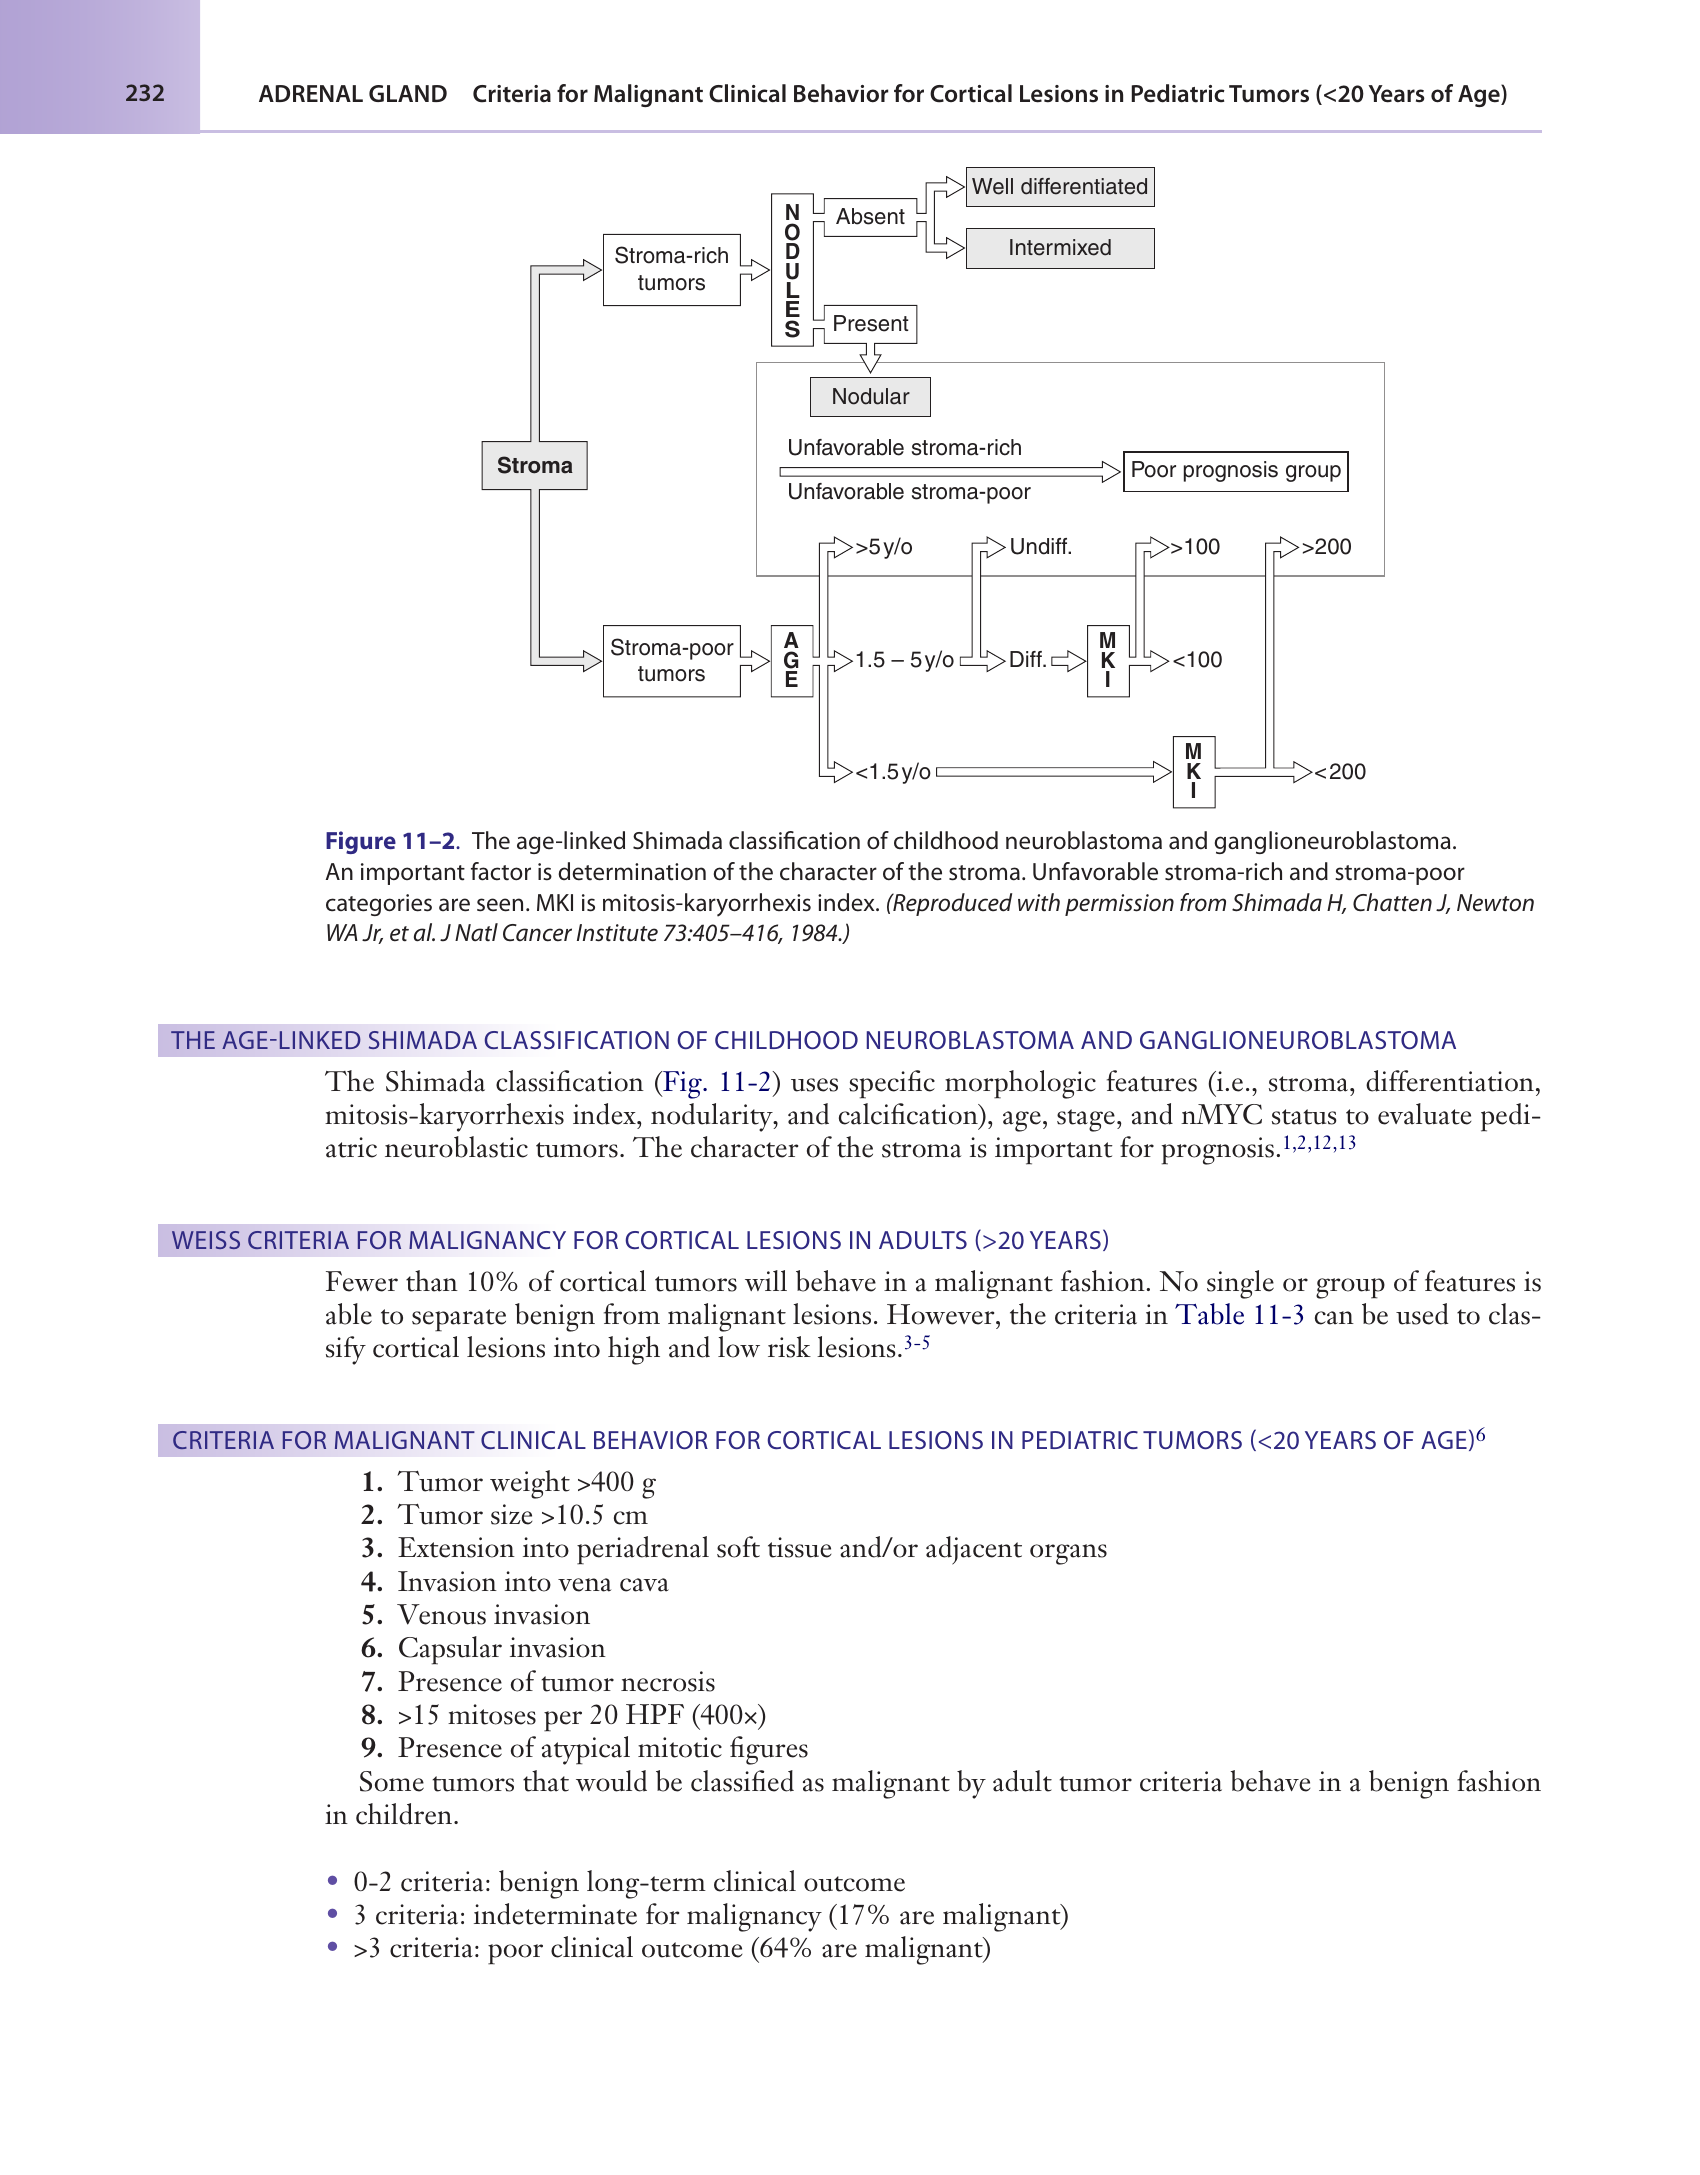 232
ADRENAL GLAND Criteria for Malignant Clinical Behavior for Cortical Lesions in Pediatric Tumors (<20 Years of Age)
Well differentiated
NODULES
Absent
Intermixed
Stroma-rich
tumors
Present
Nodular
Unfavorable stroma-rich
Stroma
Poor prognosis group
Unfavorable stroma-poor
>5 y/o
Undiff.
>100
>200
Stroma-poor
tumors
AGE
1.5 – 5 y/o
Diff.
MKI
<100
<1.5 y/o
MKI
<200
Figure 11–2. The age-linked Shimada classification of childhood neuroblastoma and ganglioneuroblastoma.
An important factor is determination of the character of the stroma. Unfavorable stroma-rich and stroma-poor
categories are seen. MKI is mitosis-karyorrhexis index. (Reproduced with permission from Shimada H, Chatten J, Newton
WA Jr, et al. J Natl Cancer Institute 73:405–416, 1984.)
THE AGE-LINKED SHIMADA CLASSIFICATION OF CHILDHOOD NEUROBLASTOMA AND GANGLIONEUROBLASTOMA
The Shimada classification (Fig. 11-2) uses specific morphologic features (i.e., stroma, differentiation,
mitosis-karyorrhexis index, nodularity, and calcification), age, stage, and nMYC status to evaluate pedi-
atric neuroblastic tumors. The character of the stroma is important for prognosis.1,2,12,13
WEISS CRITERIA FOR MALIGNANCY FOR CORTICAL LESIONS IN ADULTS (>20 YEARS)
Fewer than 10% of cortical tumors will behave in a malignant fashion. No single or group of features is
able to separate benign from malignant lesions. However, the criteria in Table 11-3 can be used to clas-
sify cortical lesions into high and low risk lesions.3-5
CRITERIA FOR MALIGNANT CLINICAL BEHAVIOR FOR CORTICAL LESIONS IN PEDIATRIC TUMORS (<20 YEARS OF AGE)6
1. Tumor weight >400 g
2. Tumor size >10.5 cm
3. Extension into periadrenal soft tissue and/or adjacent organs
4. Invasion into vena cava
5. Venous invasion
6. Capsular invasion
7. Presence of tumor necrosis
8. >15 mitoses per 20 HPF (400×)
9. Presence of atypical mitotic figures
Some tumors that would be classified as malignant by adult tumor criteria behave in a benign fashion
in children.
• 0-2 criteria: benign long-term clinical outcome
• 3 criteria: indeterminate for malignancy (17% are malignant)
• >3 criteria: poor clinical outcome (64% are malignant)